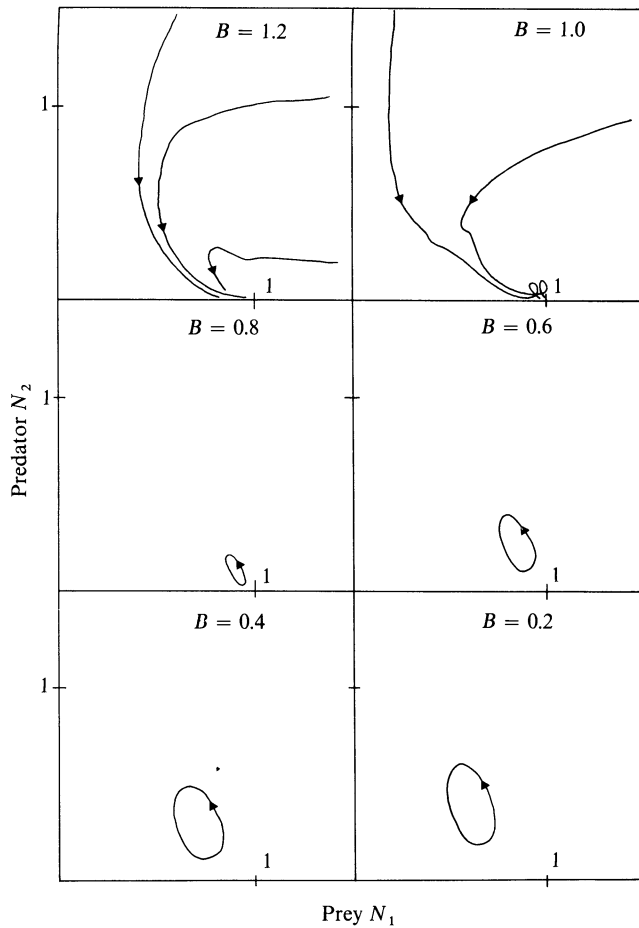 B = 1.2
B = 1.0
1
1
1
B = 0.8
B = 0.6
1
1
1
B = 0.4
B = 0.2
1
1
1
Predator N₂
Prey N₁